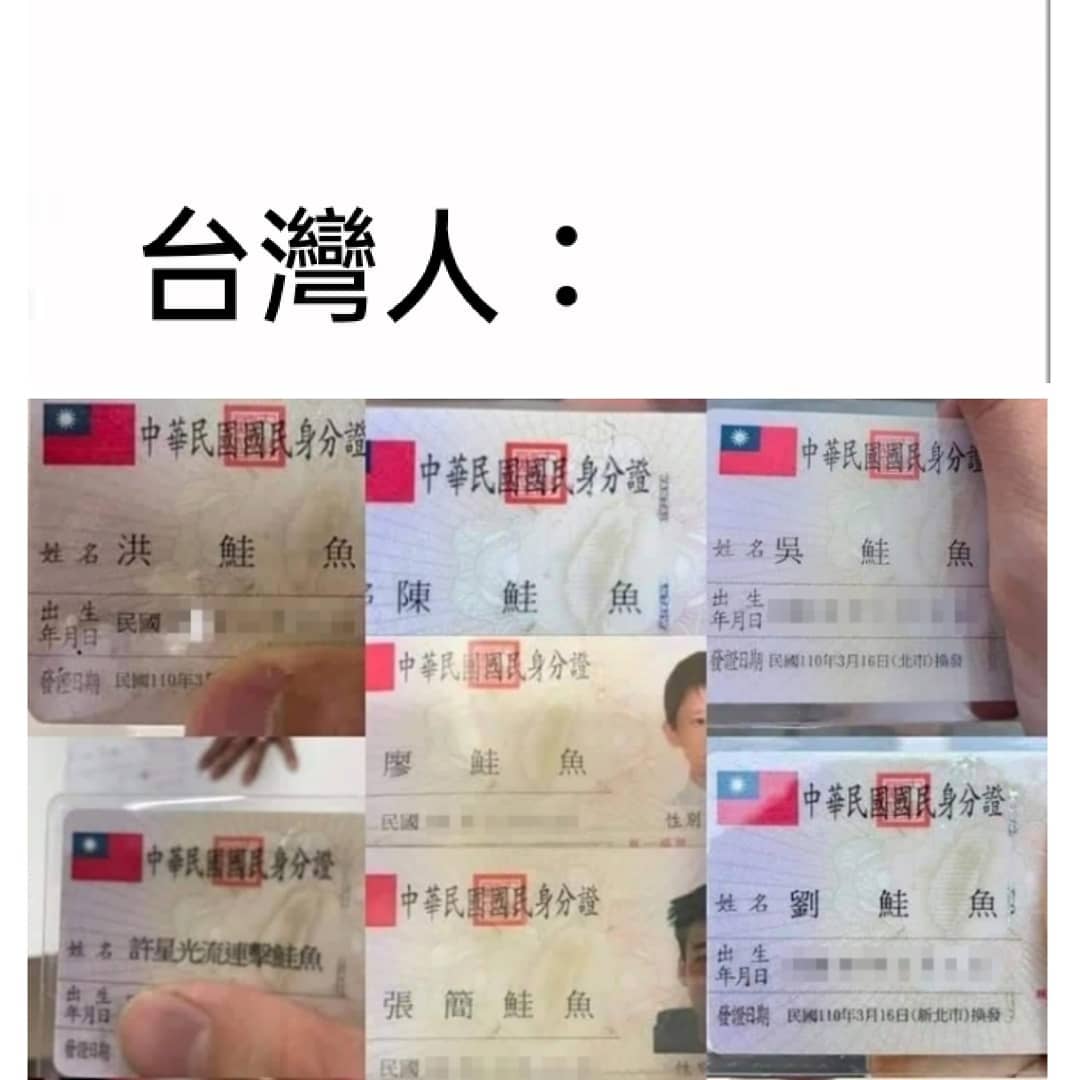 台灣人：
中華民國國民身分證
姓名 洪鮭魚
出生年月日 民國
發證日期 民國110年3
中華民國國民身分證
名 陳鮭魚
中華民國國民身分證
姓名 吳鮭魚
出生年月日
發證日期 民國110年3月16日(北市)換發
中華民國國民身分證
廖鮭魚
民國 性別
中華民國國民身分證
姓名 許星光流連擊鮭魚
出生年月日
發證日期
中華民國國民身分證
張簡鮭魚
民國 性
中華民國國民身分證
姓名 劉鮭魚
出生年月日
發證日期 民國110年3月16日(新北市)換發